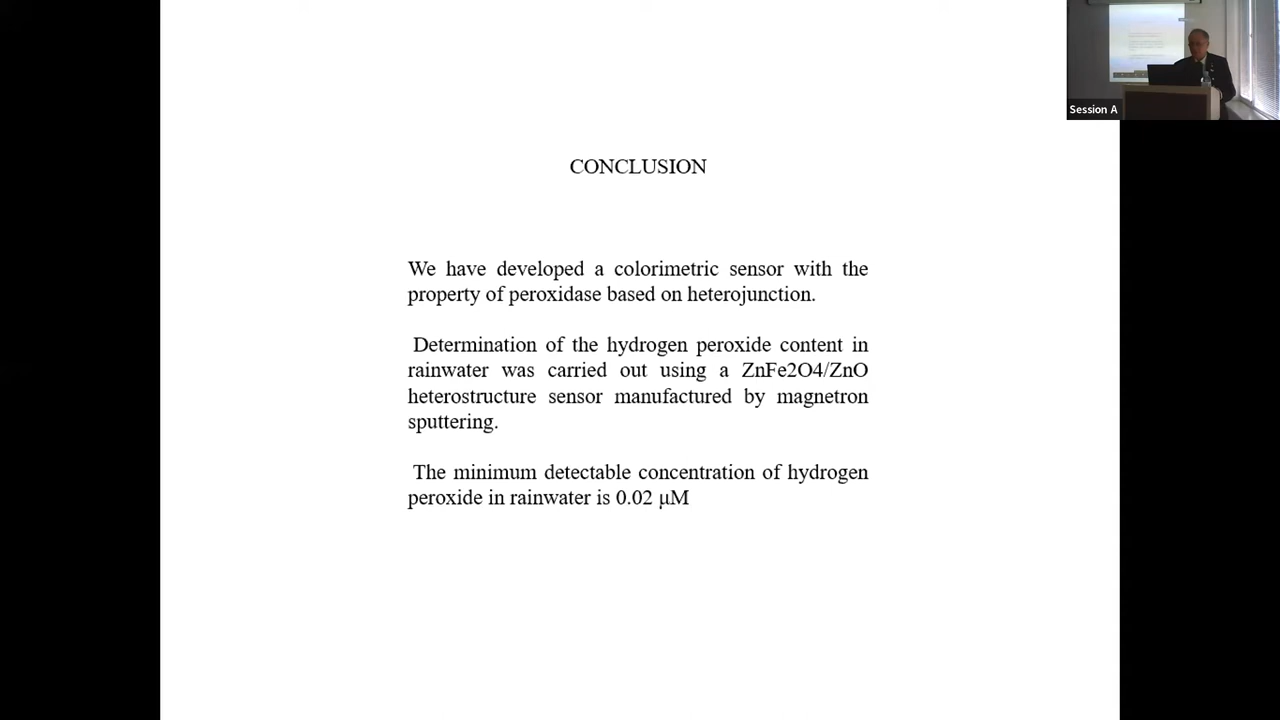 Session A
CONCLUSION
We have developed a colorimetric sensor with the
property of peroxidase based on heterojunction.
Determination of the hydrogen peroxide content in
rainwater was carried out using a ZnFe2O4/ZnO
heterostructure sensor manufactured by magnetron
sputtering.
The minimum detectable concentration of hydrogen
peroxide in rainwater is 0.02 μM